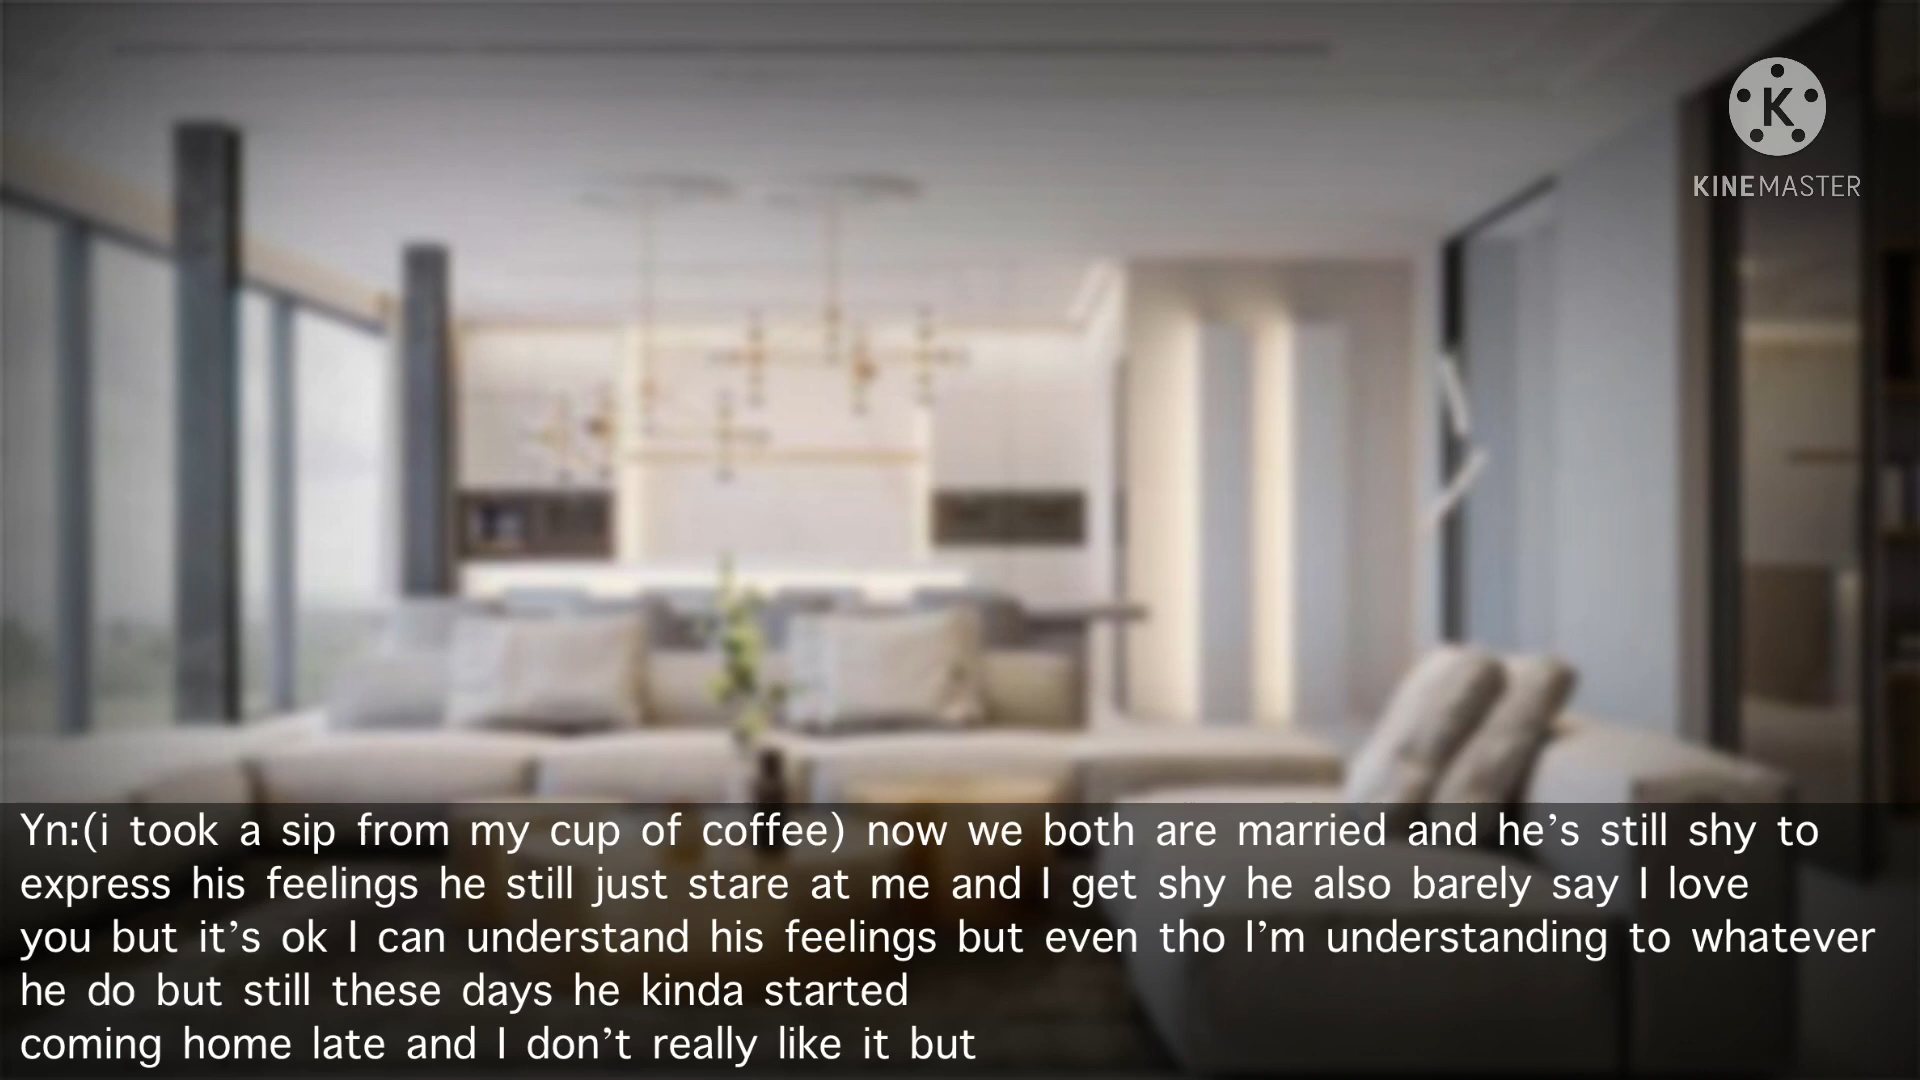 K
KINEMASTER
Yn:(i took a sip from my cup of coffee) now we both are married and he's still shy to
express his feelings he still just stare at me and I get shy he also barely say I love
you but it's ok I can understand his feelings but even tho I'm understanding to whatever
he do but still these days he kinda started
coming home late and I don't really like it but